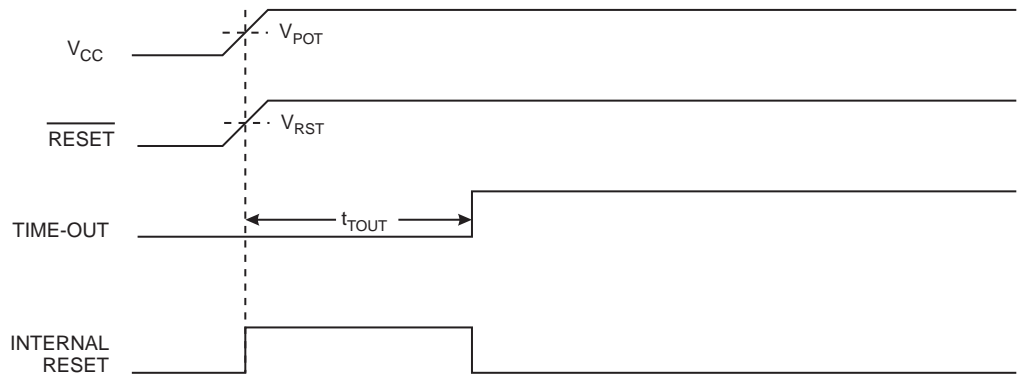 V_CC
V_POT
RESET
V_RST
TIME-OUT
t_TOUT
INTERNAL
RESET